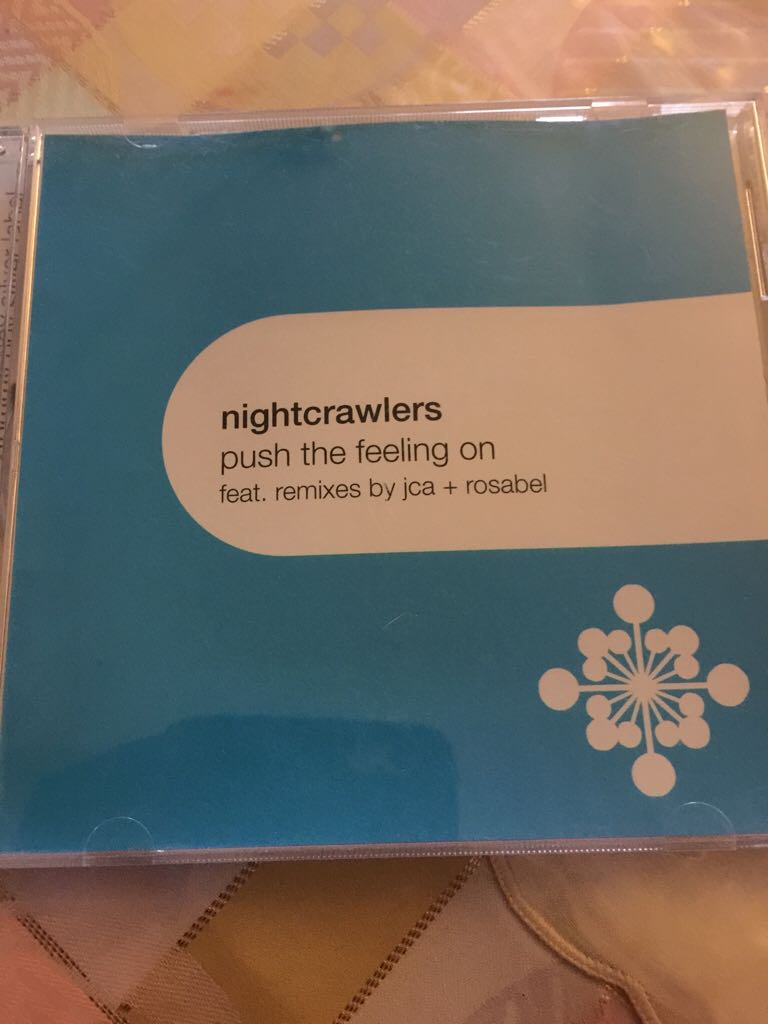 nightcrawlers
push the feeling on
feat. remixes by jca + rosabel